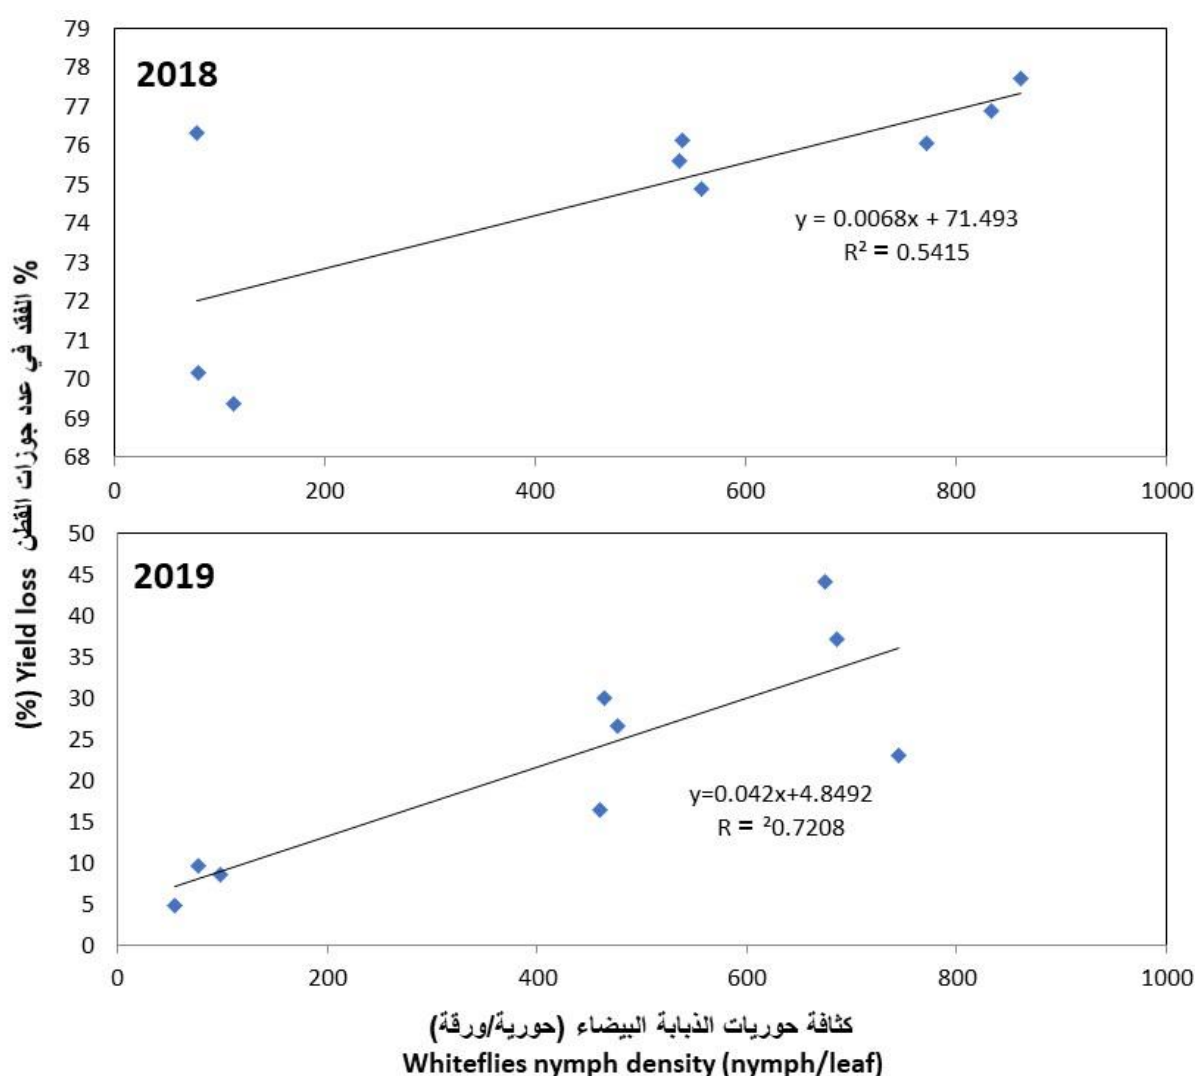 79
78
77
76
75
74
73
72
71
70
69
68
2018
y = 0.0068x + 71.493
R² = 0.5415
0 200 400 600 800 1000
% الفقد في عدد جوزات القطن
(%) Yield loss
50
45
40
35
30
25
20
15
10
5
0
2019
y=0.042x+4.8492
R = ²0.7208
0 200 400 600 800 1000
كثافة حوريات الذبابة البيضاء (حورية/ورقة)
Whiteflies nymph density (nymph/leaf)